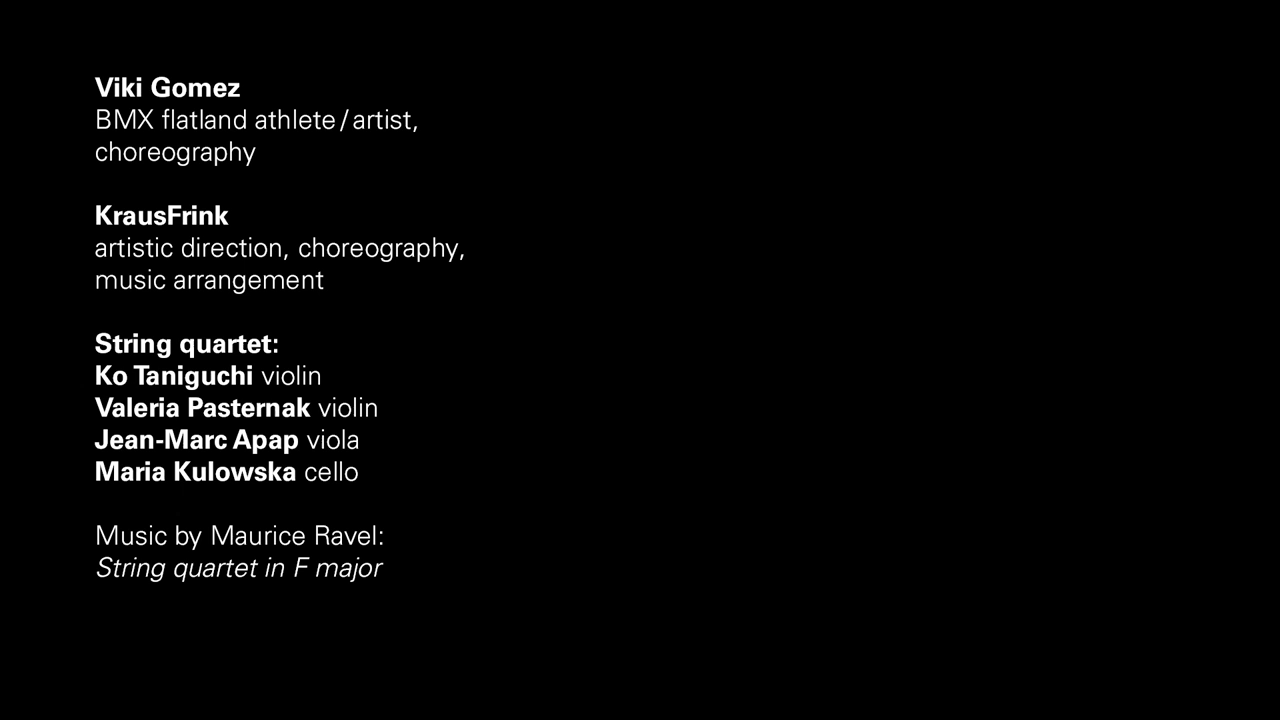 Viki Gomez
BMX flatland athlete / artist,
choreography
KrausFrink
artistic direction, choreography,
music arrangement
String quartet:
Ko Taniguchi violin
Valeria Pasternak violin
Jean-Marc Apap viola
Maria Kulowska cello
Music by Maurice Ravel:
String quartet in F major